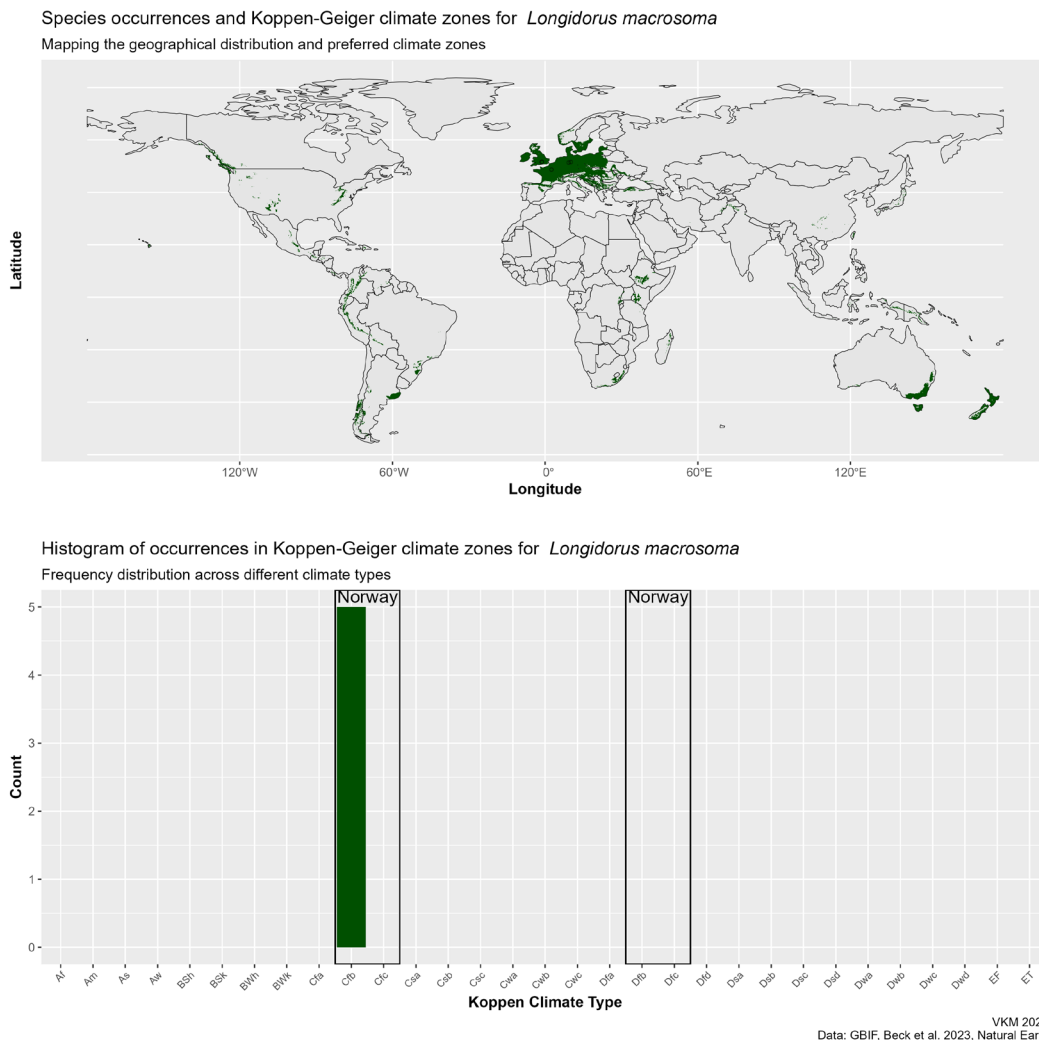 Species occurrences and Koppen-Geiger climate zones for Longidorus macrosoma
Mapping the geographical distribution and preferred climate zones
Latitude
120°W 60°W 0° 60°E 120°E
Longitude
Histogram of occurrences in Koppen-Geiger climate zones for Longidorus macrosoma
Frequency distribution across different climate types
Norway Norway
5
4
3
2
1
0
Count
Af Am As Aw BSh BSk BWh BWk Cfa Cfb Cfc Csa Csb Csc Cwa Cwb Cwc Dfa Dfb Dfc Dfd Dsa Dsb Dsc Dsd Dwa Dwb Dwc Dwd EF ET
Koppen Climate Type
VKM 202
Data: GBIF, Beck et al. 2023, Natural Ear